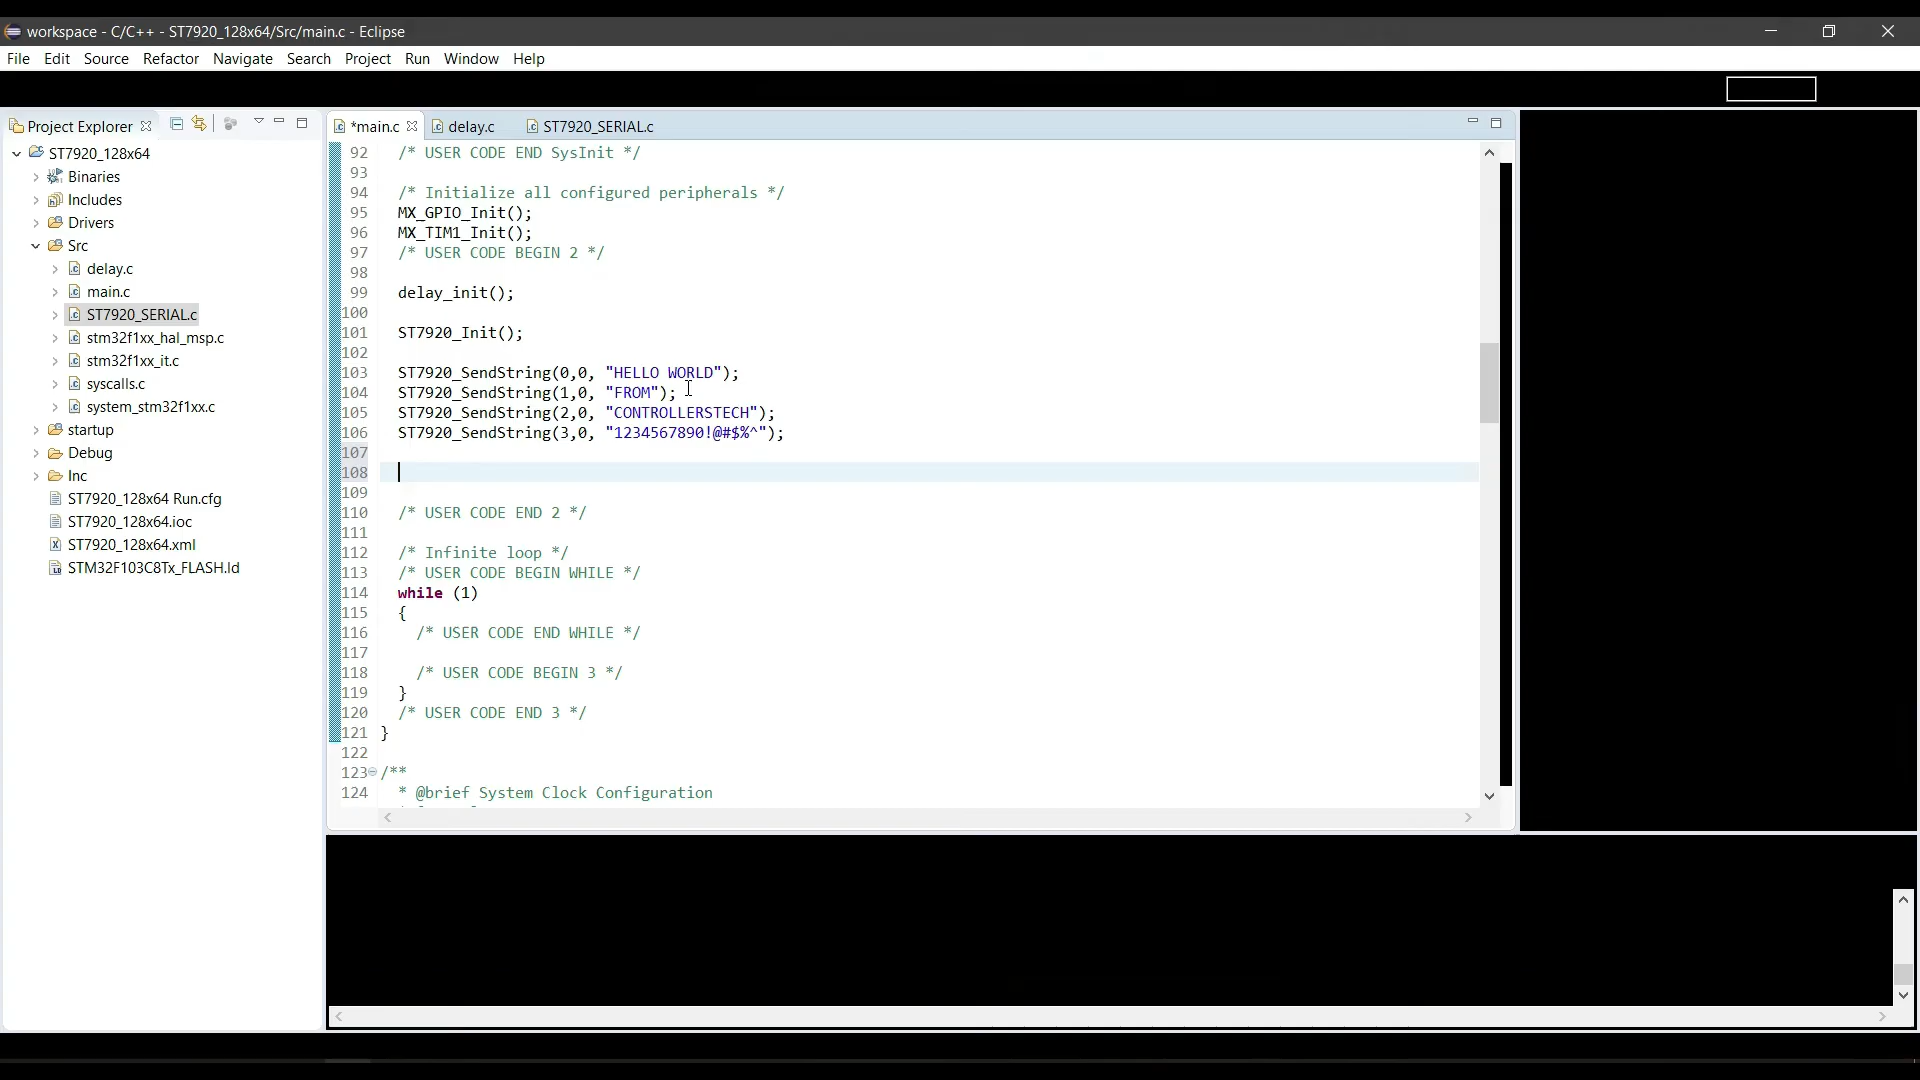 workspace - C/C++ - ST7920_128x64/Src/main.c - Eclipse
File Edit Source Refactor Navigate Search Project Run Window Help
Project Explorer
*main.c delay.c ST7920_SERIAL.c
ST7920_128x64
Binaries
Includes
Drivers
Src
delay.c
main.c
ST7920_SERIAL.c
stm32f1xx_hal_msp.c
stm32f1xx_it.c
syscalls.c
system_stm32f1xx.c
startup
Debug
Inc
ST7920_128x64 Run.cfg
ST7920_128x64.ioc
ST7920_128x64.xml
STM32F103C8Tx_FLASH.ld
92 /* USER CODE END SysInit */
93
94 /* Initialize all configured peripherals */
95 MX_GPIO_Init();
96 MX_TIM1_Init();
97 /* USER CODE BEGIN 2 */
98
99 delay_init();
100
101 ST7920_Init();
102
103 ST7920_SendString(0,0, "HELLO WORLD");
104 ST7920_SendString(1,0, "FROM");
105 ST7920_SendString(2,0, "CONTROLLERSTECH");
106 ST7920_SendString(3,0, "1234567890!@#$%^");
107
108
109
110 /* USER CODE END 2 */
111
112 /* Infinite loop */
113 /* USER CODE BEGIN WHILE */
114 while (1)
115 {
116 /* USER CODE END WHILE */
117
118 /* USER CODE BEGIN 3 */
119 }
120 /* USER CODE END 3 */
121 }
122
123 /**
124 * @brief System Clock Configuration